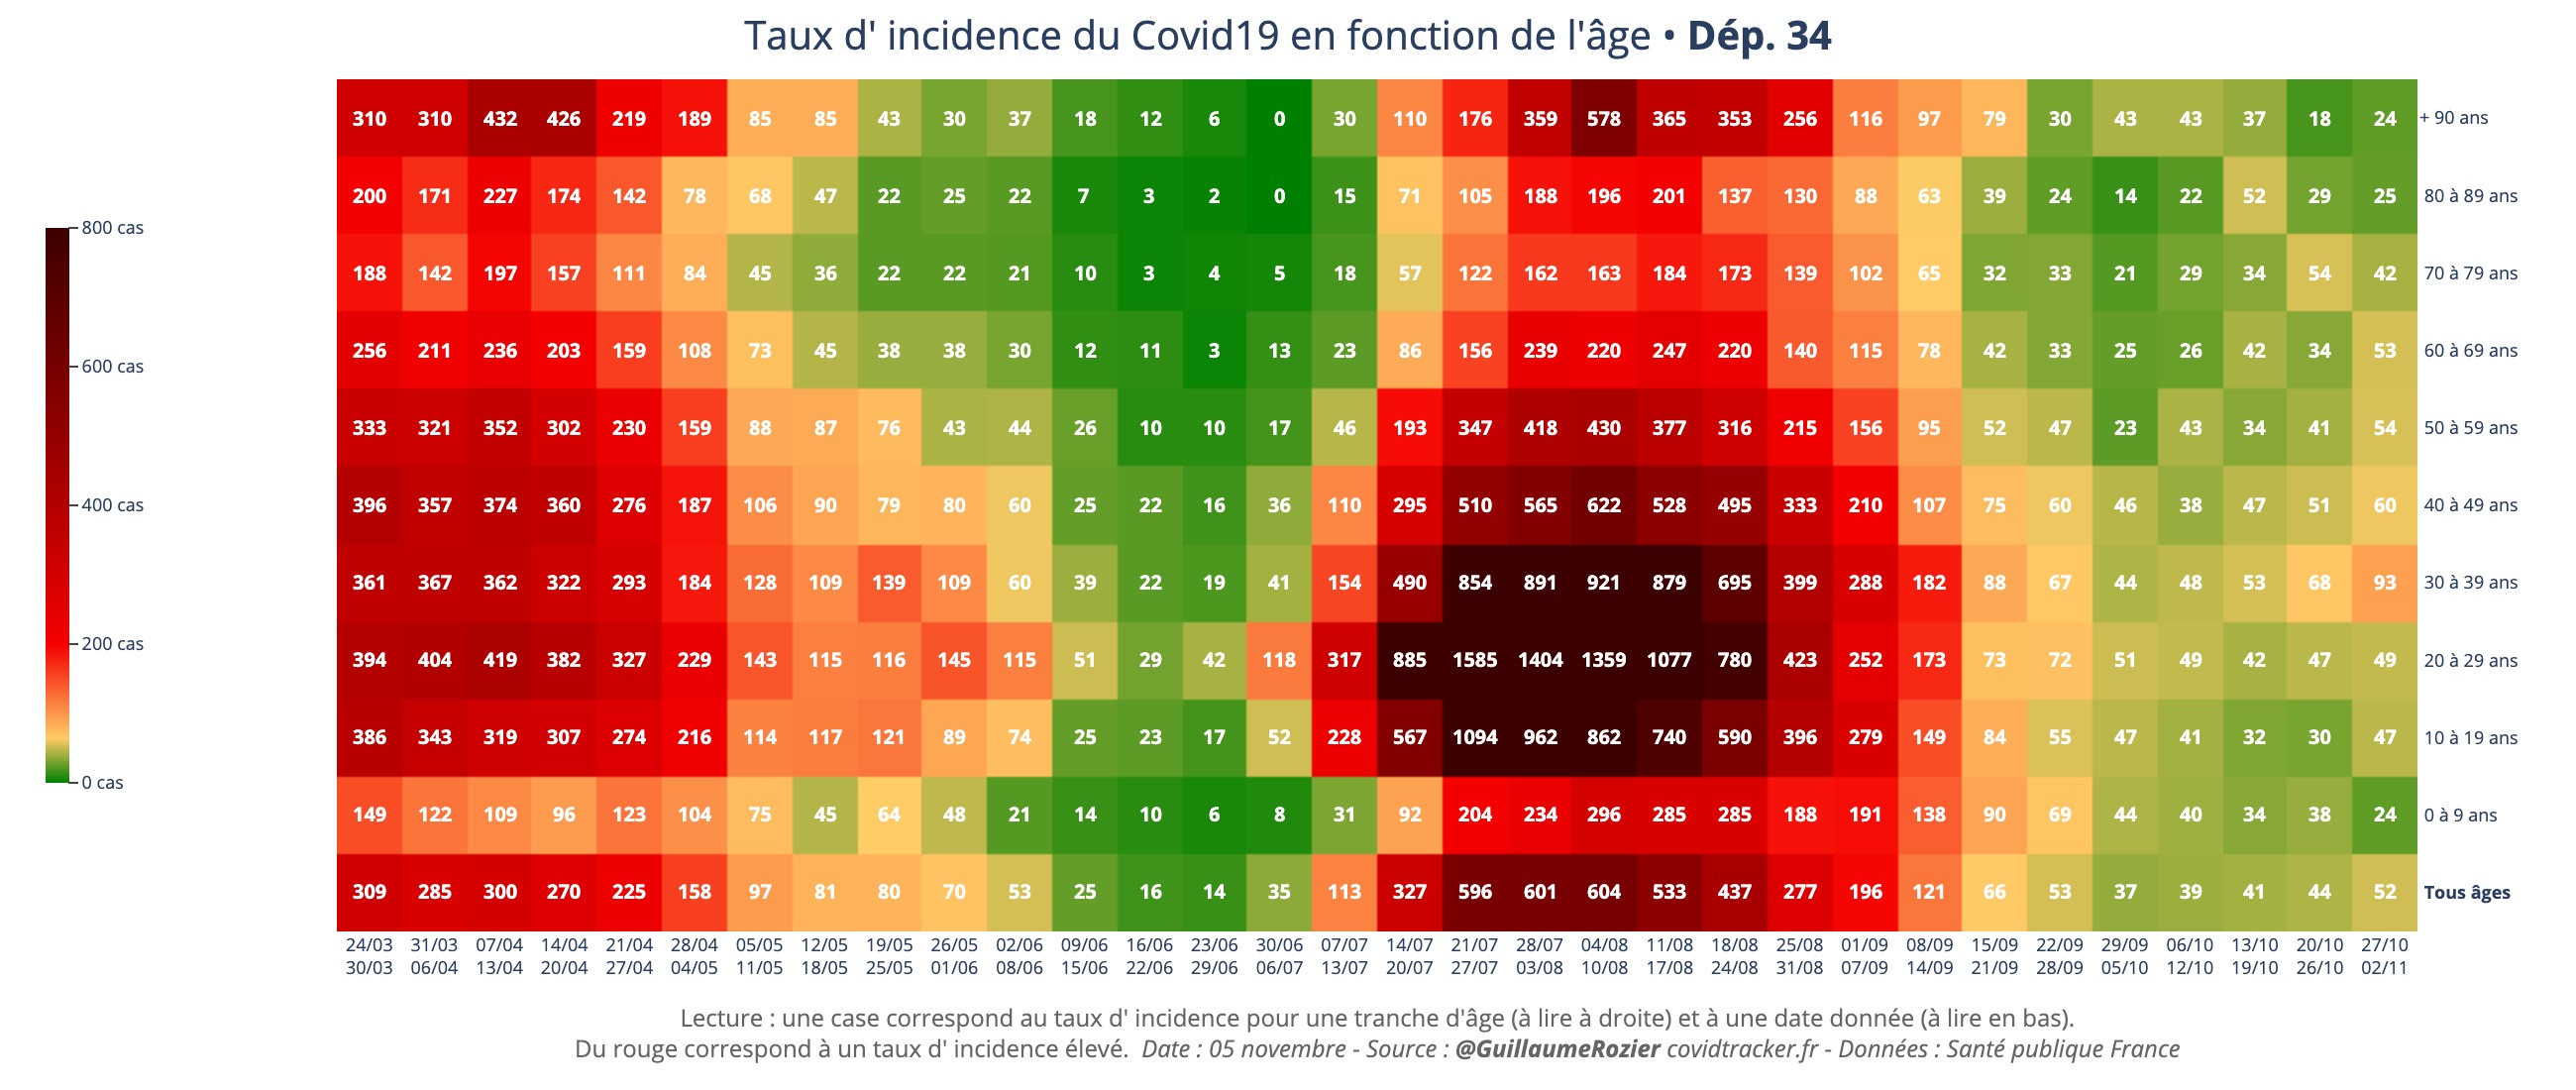 Taux d' incidence du Covid19 en fonction de l'âge • Dép. 34
800 cas
600 cas
400 cas
200 cas
0 cas
310 310 432 426 219 189 85 85 43 30 37 18 12 6 0 30 110 176 359 578 365 353 256 116 97 79 30 43 43 37 18 24 + 90 ans
200 171 227 174 142 78 68 47 22 25 22 7 3 2 0 15 71 105 188 196 201 137 130 88 63 39 24 14 22 52 29 25 80 à 89 ans
188 142 197 157 111 84 45 36 22 22 21 10 3 4 5 18 57 122 162 163 184 173 139 102 65 32 33 21 29 34 54 42 70 à 79 ans
256 211 236 203 159 108 73 45 38 38 30 12 11 3 13 23 86 156 239 220 247 220 140 115 78 42 33 25 26 42 34 53 60 à 69 ans
333 321 352 302 230 159 88 87 76 43 44 26 10 10 17 46 193 347 418 430 377 316 215 156 95 52 47 23 43 34 41 54 50 à 59 ans
396 357 374 360 276 187 106 90 79 80 60 25 22 16 36 110 295 510 565 622 528 495 333 210 107 75 60 46 38 47 51 60 40 à 49 ans
361 367 362 322 293 184 128 109 139 109 60 39 22 19 41 154 490 854 891 921 879 695 399 288 182 88 67 44 48 53 68 93 30 à 39 ans
394 404 419 382 327 229 143 115 116 145 115 51 29 42 118 317 885 1585 1404 1359 1077 780 423 252 173 73 72 51 49 42 47 49 20 à 29 ans
386 343 319 307 274 216 114 117 121 89 74 25 23 17 52 228 567 1094 962 862 740 590 396 279 149 84 55 47 41 32 30 47 10 à 19 ans
149 122 109 96 123 104 75 45 64 48 21 14 10 6 8 31 92 204 234 296 285 285 188 191 138 90 69 44 40 34 38 24 0 à 9 ans
309 285 300 270 225 158 97 81 80 70 53 25 16 14 35 113 327 596 601 604 533 437 277 196 121 66 53 37 39 41 44 52 Tous âges
24/03 31/03 07/04 14/04 21/04 28/04 05/05 12/05 19/05 26/05 02/06 09/06 16/06 23/06 30/06 07/07 14/07 21/07 28/07 04/08 11/08 18/08 25/08 01/09 08/09 15/09 22/09 29/09 06/10 13/10 20/10 27/10
30/03 06/04 13/04 20/04 27/04 04/05 11/05 18/05 25/05 01/06 08/06 15/06 22/06 29/06 06/07 13/07 20/07 27/07 03/08 10/08 17/08 24/08 31/08 07/09 14/09 21/09 28/09 05/10 12/10 19/10 26/10 02/11
Lecture : une case correspond au taux d' incidence pour une tranche d'âge (à lire à droite) et à une date donnée (à lire en bas).
Du rouge correspond à un taux d' incidence élevé. Date : 05 novembre - Source : @GuillaumeRozier covidtracker.fr - Données : Santé publique France